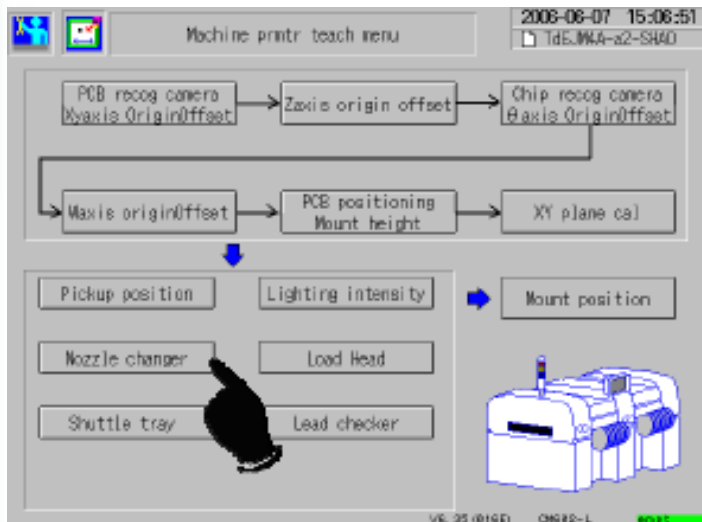 Machine prmtr teach menu
2006-06-07 15:06:51
PCB recog camera
Xyaxis OriginOffset
Zaxis origin offset
Chip recog camera
θaxis OriginOffset
Waxis originOffset
PCB positioning
Mount height
XY plane cal
Pickup position
Lighting intensity
Mount position
Nozzle changer
Load Head
Shuttle tray
Lead checker